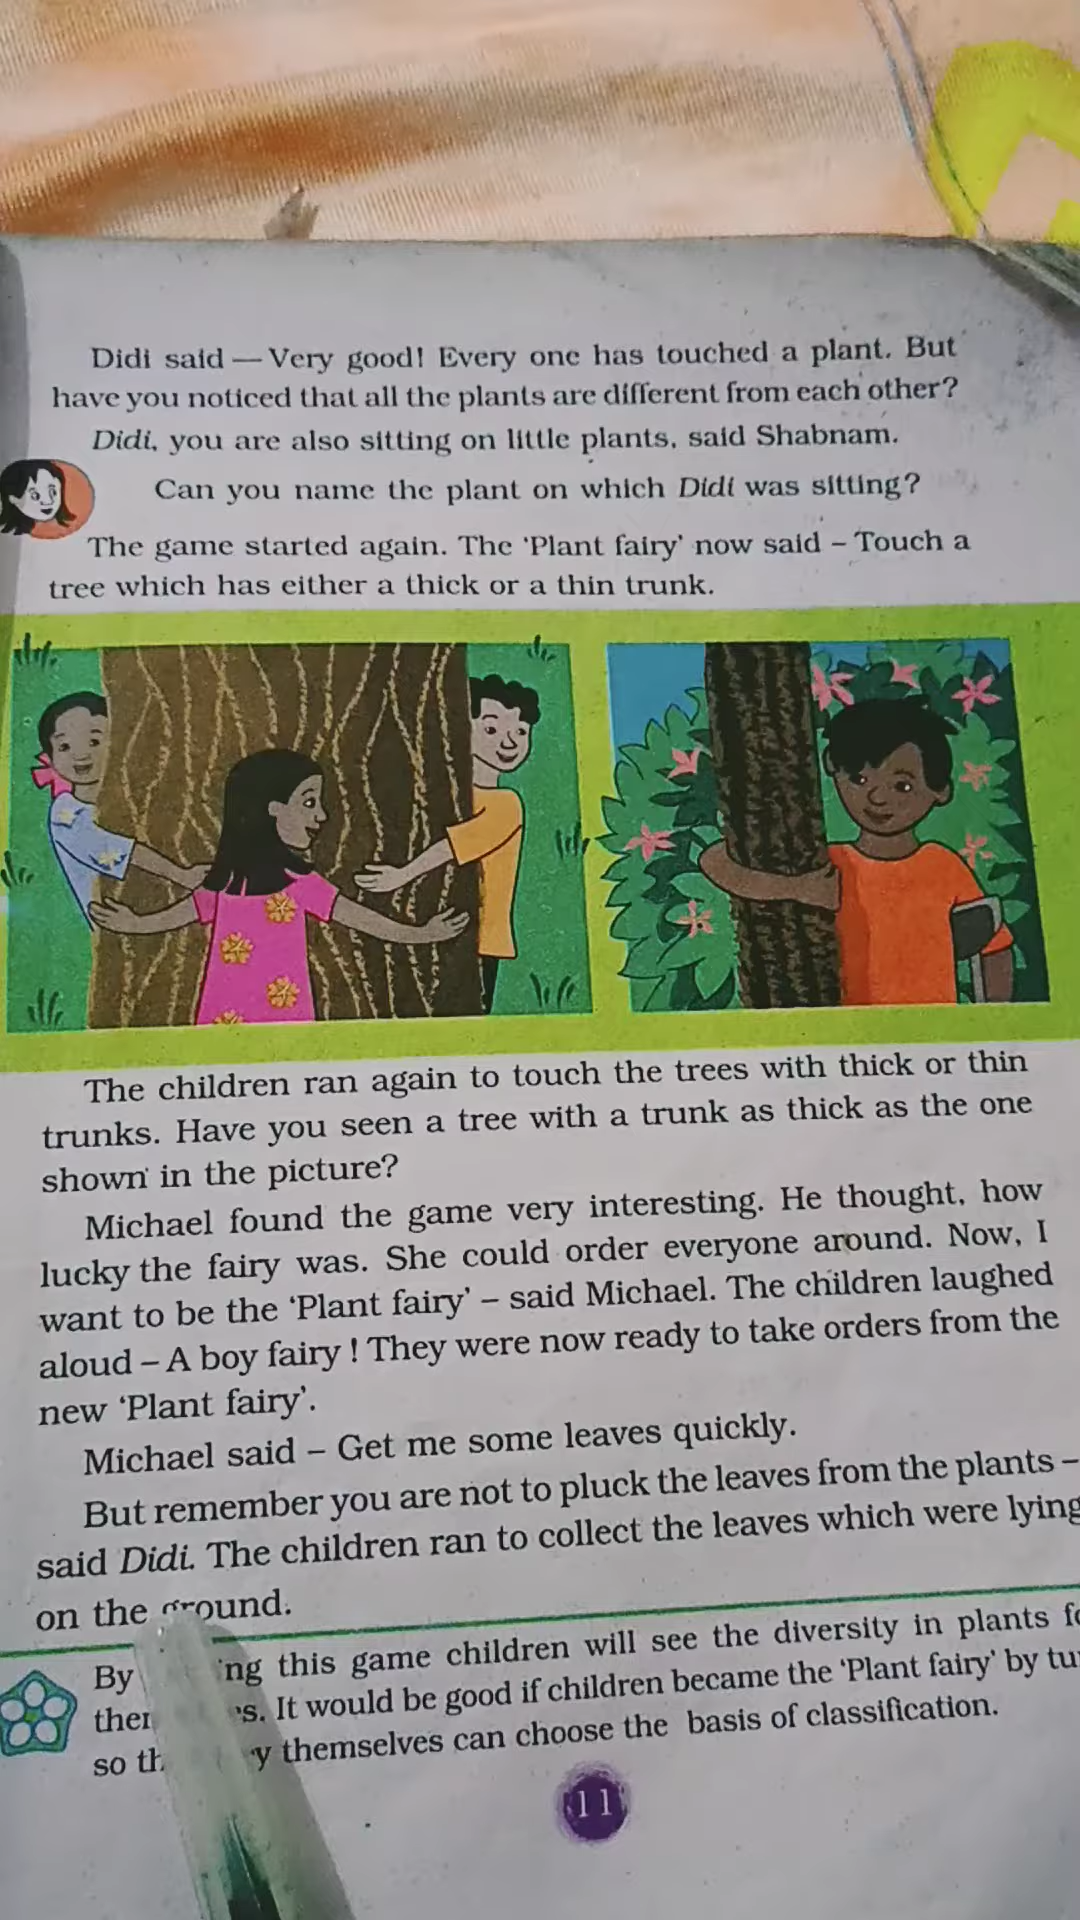 Didi said — Very good! Every one has touched a plant. But
have you noticed that all the plants are different from each other?
Didi, you are also sitting on little plants, said Shabnam.
Can you name the plant on which Didi was sitting?
The game started again. The ‘Plant fairy’ now said – Touch a
tree which has either a thick or a thin trunk.
The children ran again to touch the trees with thick or thin
trunks. Have you seen a tree with a trunk as thick as the one
shown in the picture?
Michael found the game very interesting. He thought, how
lucky the fairy was. She could order everyone around. Now, I
want to be the ‘Plant fairy’ – said Michael. The children laughed
aloud – A boy fairy ! They were now ready to take orders from the
new ‘Plant fairy’.
Michael said – Get me some leaves quickly.
But remember you are not to pluck the leaves from the plants –
said Didi. The children ran to collect the leaves which were lying
on the ground.
By this game children will see the diversity in plants
It would be good if children became the ‘Plant fairy’ by
so themselves can choose the basis of classification.
11